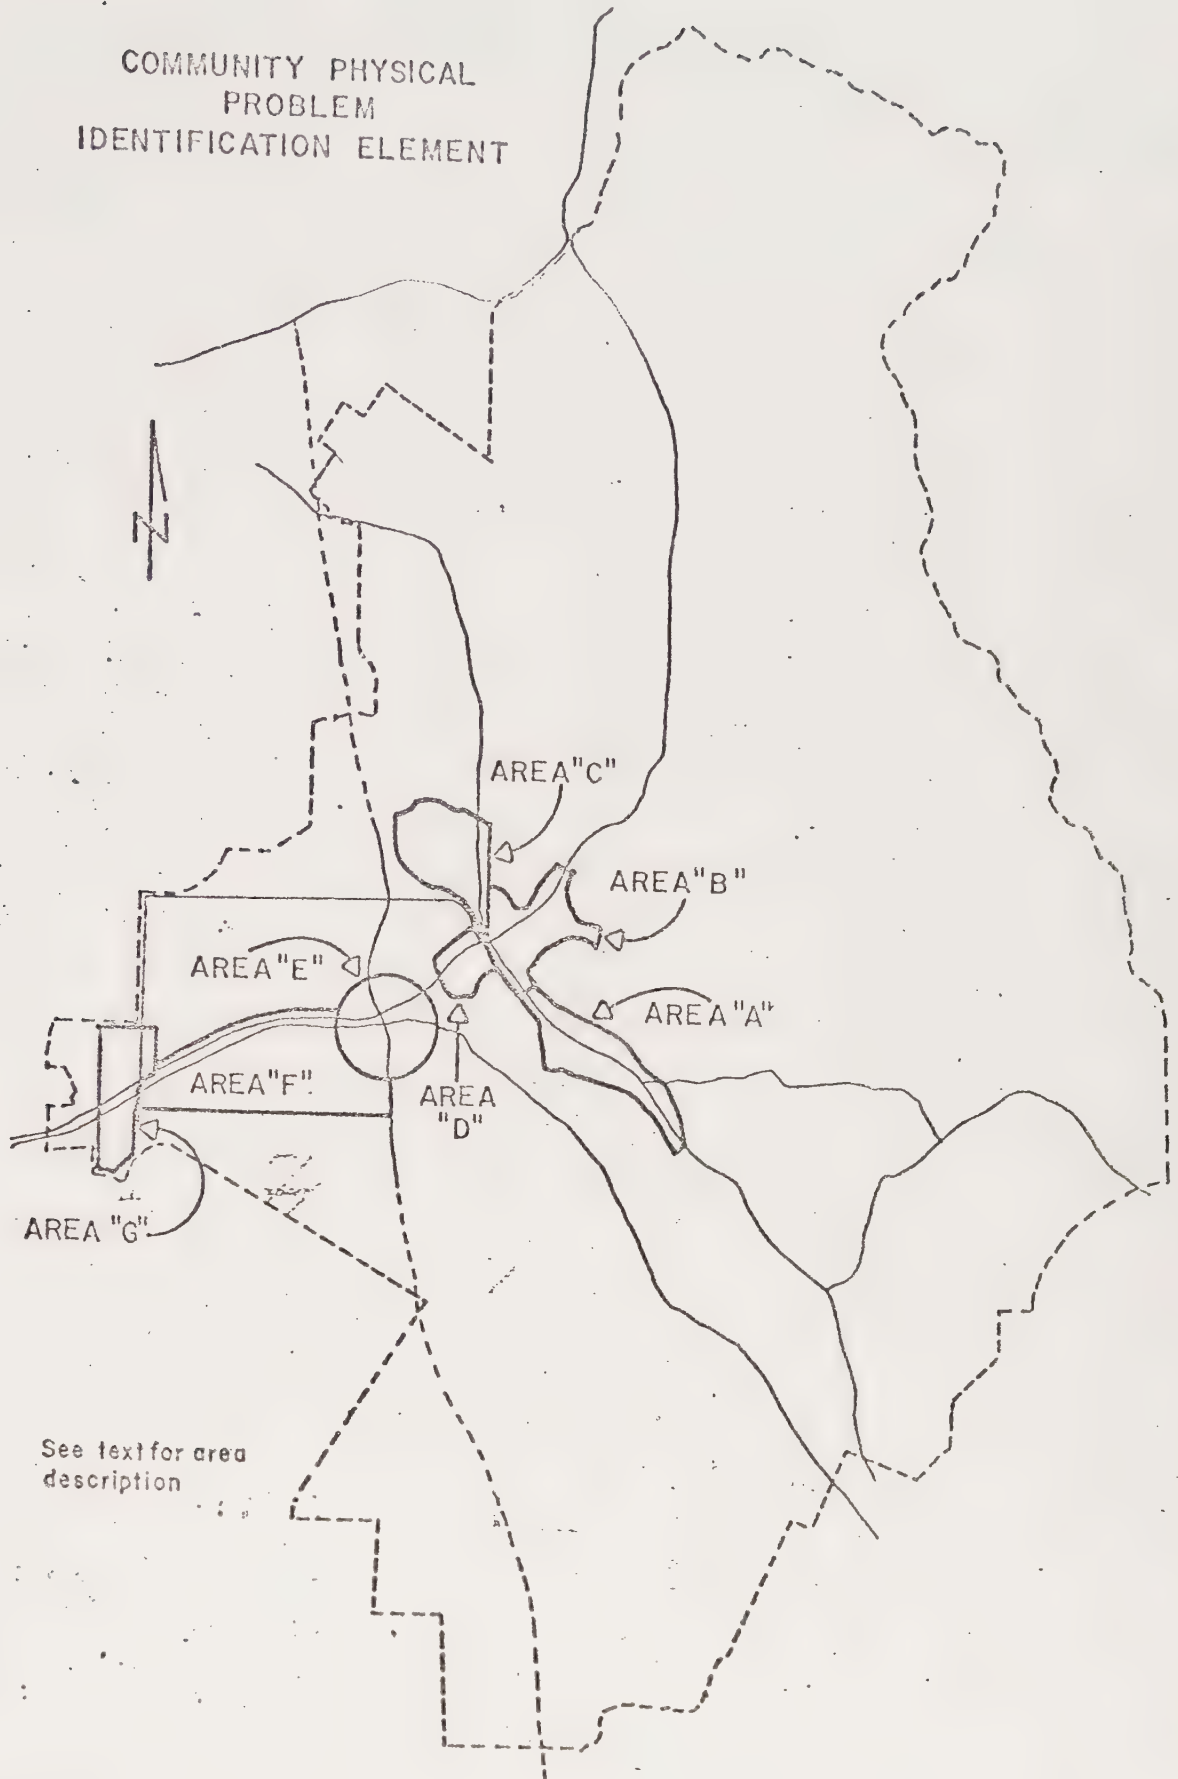 COMMUNITY PHYSICAL
PROBLEM
IDENTIFICATION ELEMENT
N
AREA"C"
AREA"B"
AREA"E"
AREA"A"
AREA"F"
AREA
"D"
AREA "G"
See text for area
description